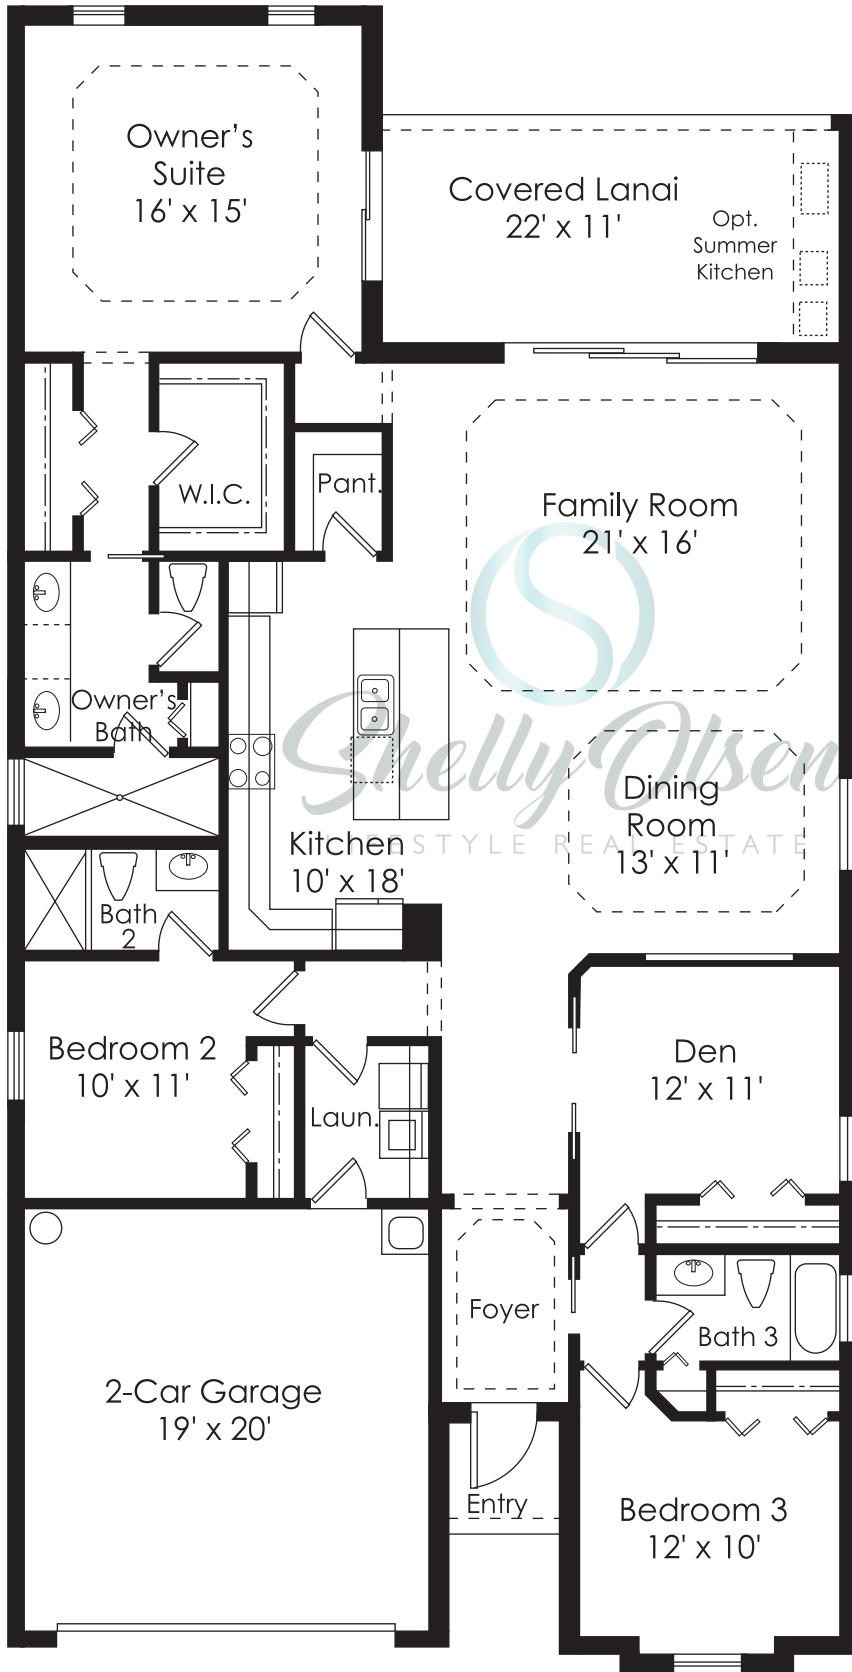 Owner's
Suite
16' x 15'
Covered Lanai
22' x 11'
Opt.
Summer
Kitchen
W.I.C.
Pant.
Family Room
21' x 16'
Owner's
Bath
Shelly Olsen
LIFESTYLE REAL ESTATE
Dining
Room
13' x 11'
Kitchen
10' x 18'
Bath
2
Bedroom 2
10' x 11'
Den
12' x 11'
Laun.
Foyer
Bath 3
2-Car Garage
19' x 20'
Entry
Bedroom 3
12' x 10'